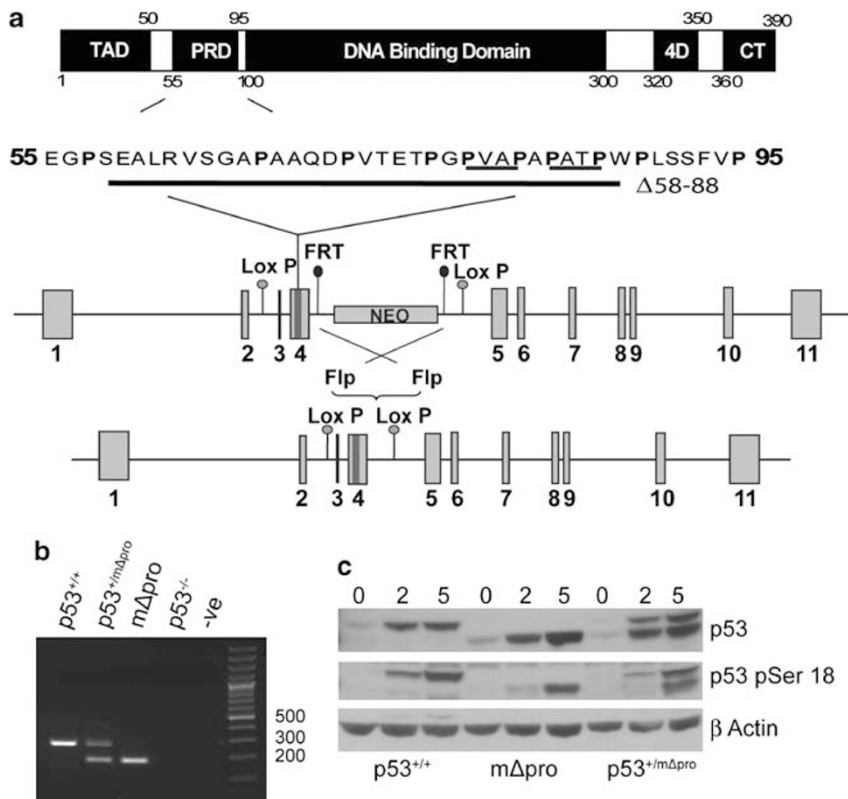 a
50 95 350 390
TAD PRD DNA Binding Domain 4D CT
1 55 100 300 320 360
55 EGPSEALRVSGAPAAQDPVTETPGPVAPAPATPWPLSSFVP 95
Δ58-88
Lox P FRT FRT Lox P
NEO
1 2 3 4 5 6 7 8 9 10 11
Flp Flp
Lox P Lox P
1 2 3 4 5 6 7 8 9 10 11
b
p53+/+ p53+/mΔpro mΔpro p53-/- -ve
500
300
200
c
0 2 5 0 2 5 0 2 5
p53
p53 pSer 18
β Actin
p53+/+ mΔpro p53+/mΔpro